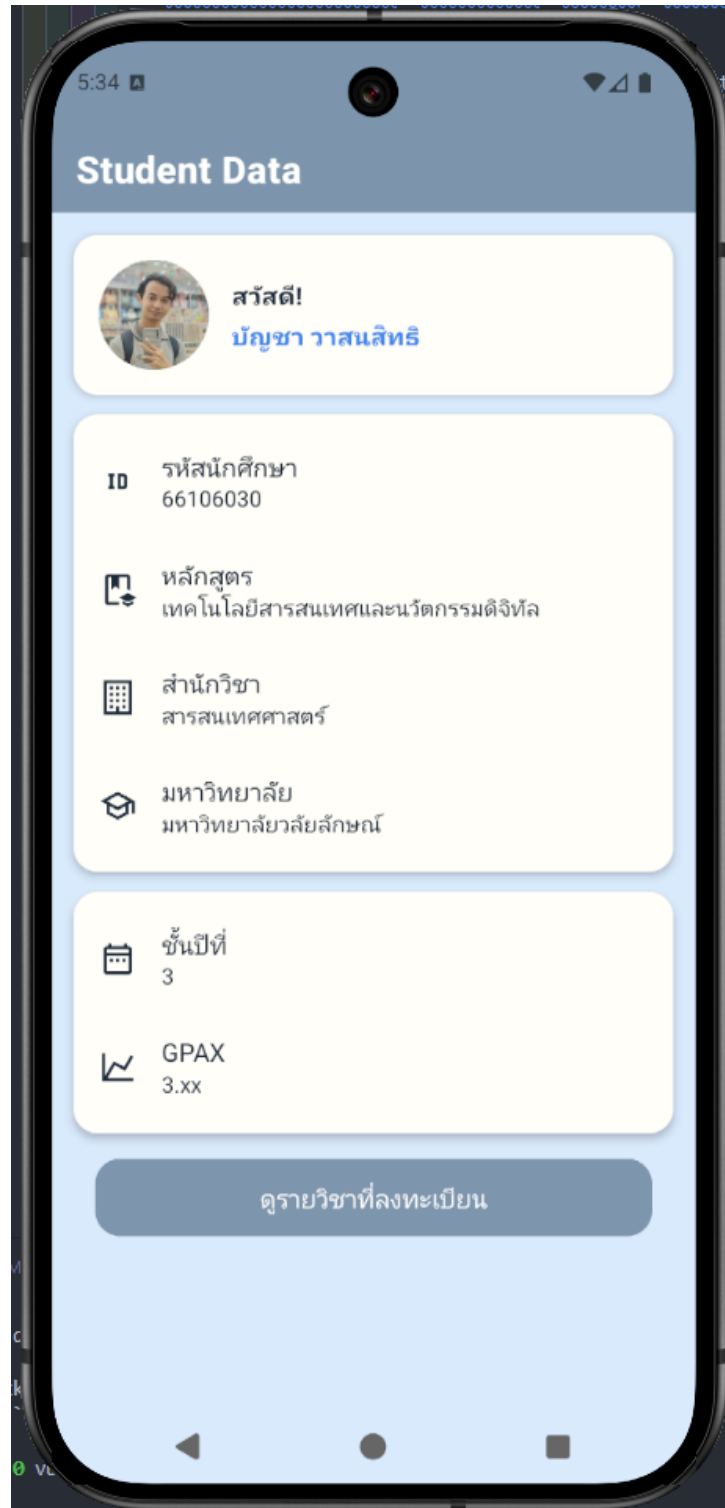 5:34
Student Data
สวัสดี!
บัญชา วาสนสิทธิ
ID
รหัสนักศึกษา
66106030
หลักสูตร
เทคโนโลยีสารสนเทศและนวัตกรรมดิจิทัล
สำนักวิชา
สารสนเทศศาสตร์
มหาวิทยาลัย
มหาวิทยาลัยวลัยลักษณ์
ชั้นปีที่
3
GPAX
3.xx
ดูรายวิชาที่ลงทะเบียน